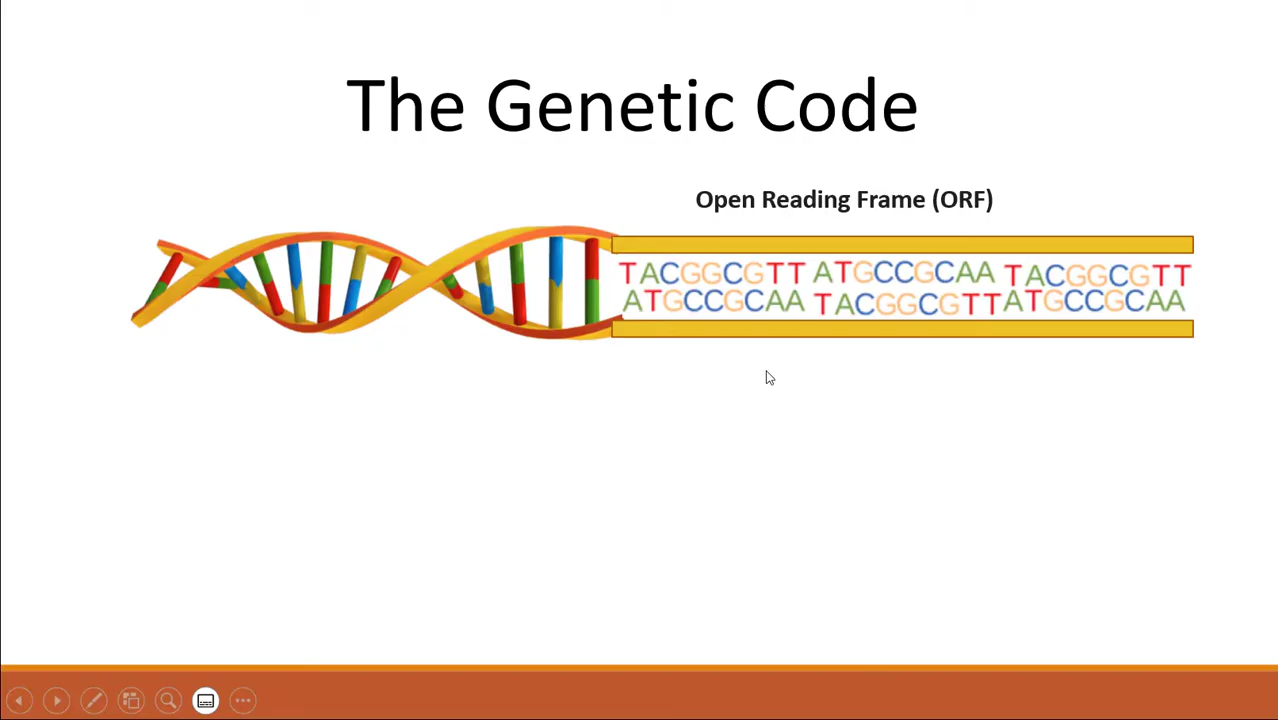 The Genetic Code
Open Reading Frame (ORF)
TACGGCGTT ATGCCGCAA TACGGCGTT
ATGCCGCAA TACGGCGTT ATGCCGCAA